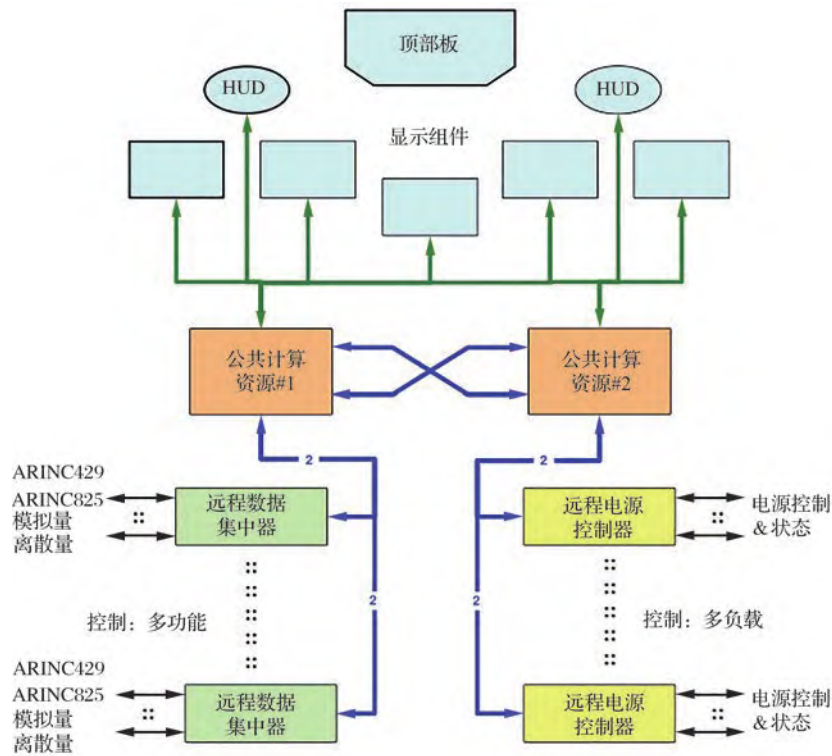 顶部板
HUD
HUD
显示组件
公共计算
资源#1
公共计算
资源#2
2
2
ARINC429
ARINC825
模拟量
离散量
远程数据
集中器
远程电源
控制器
电源控制
&状态
2
2
控制：多功能
控制：多负载
ARINC429
ARINC825
模拟量
离散量
远程数据
集中器
远程电源
控制器
电源控制
&状态